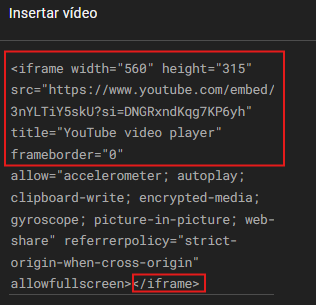 Insertar vídeo
<iframe width="560" height="315"
src="https://www.youtube.com/embed/
3nYLTiY5skU?si=DNGRxndKqg7KP6yh"
title="YouTube video player"
frameborder="0"
allow="accelerometer; autoplay;
clipboard-write; encrypted-media;
gyroscope; picture-in-picture; web-
share" referrerpolicy="strict-
origin-when-cross-origin"
allowfullscreen></iframe>